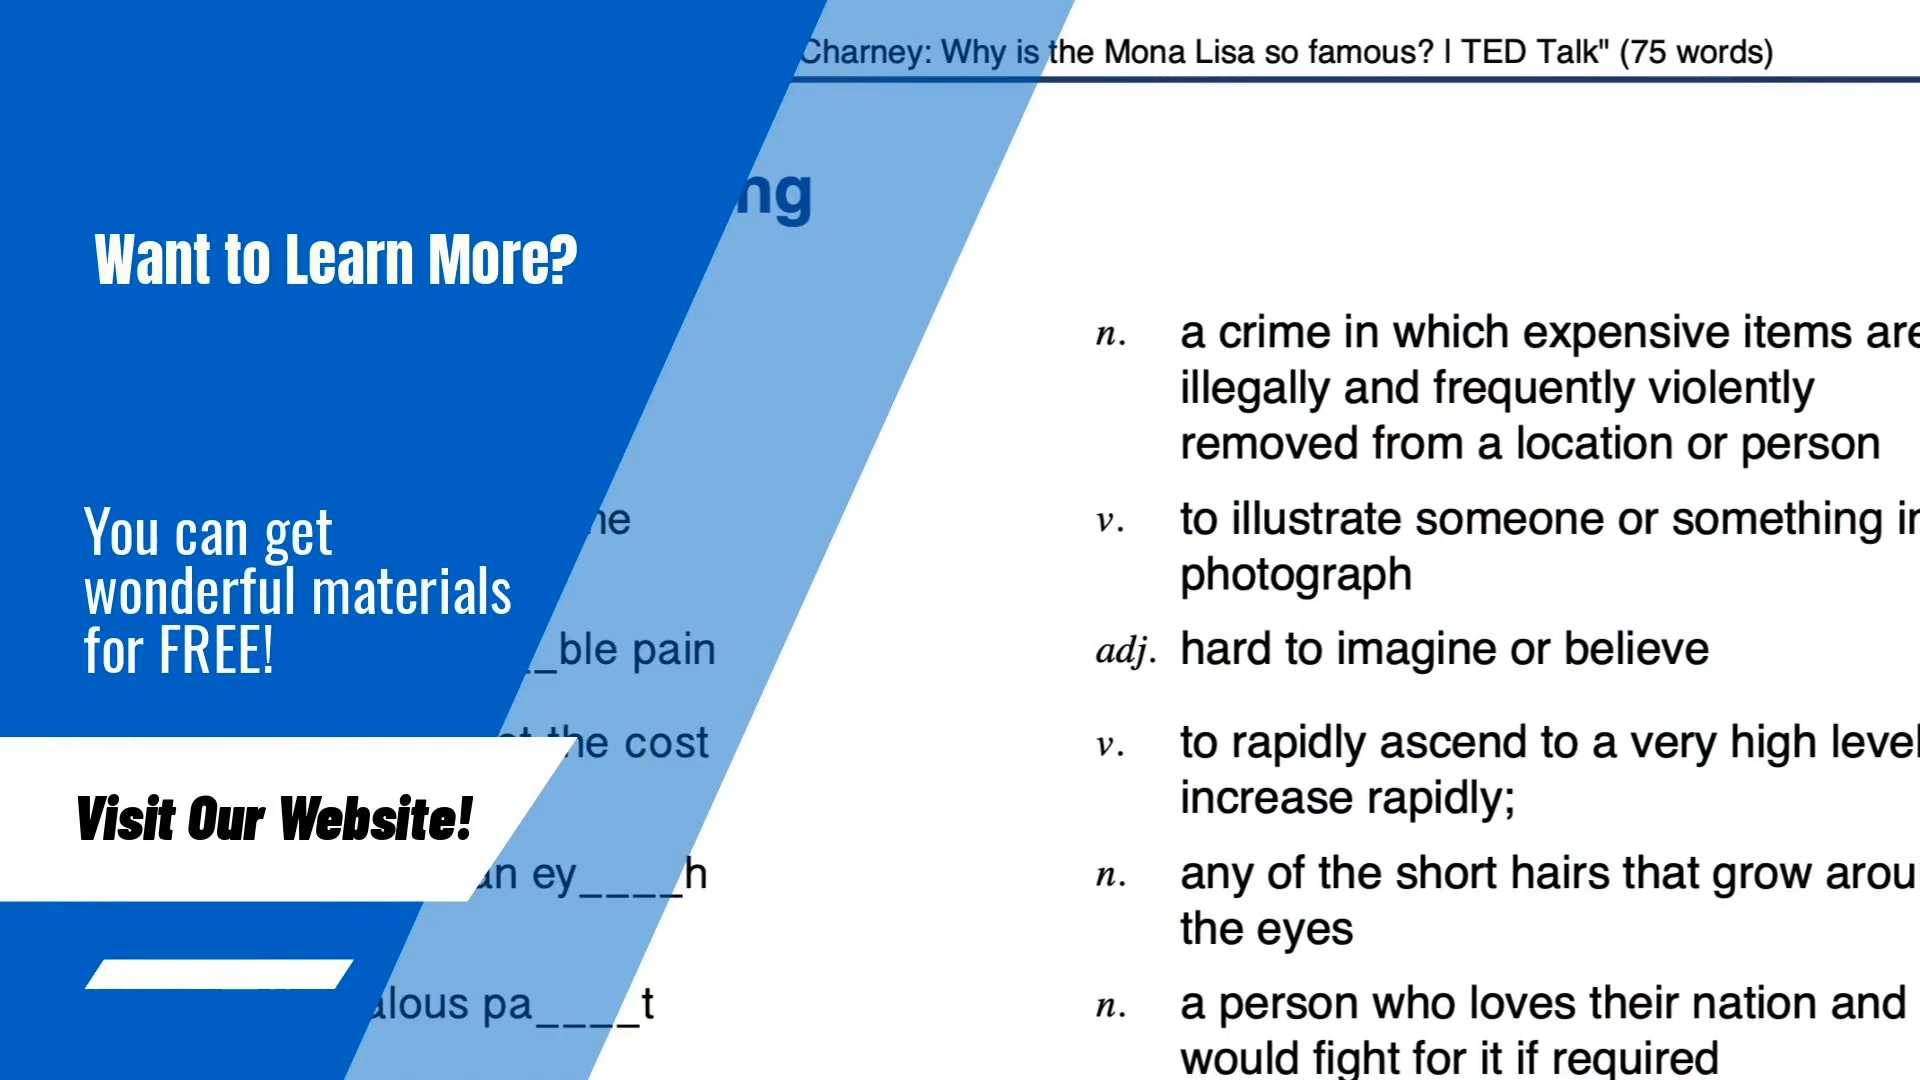 Charney: Why is the Mona Lisa so famous? | TED Talk" (75 words)
ng
Want to Learn More?
You can get
wonderful materials
for FREE!
Visit Our Website!
n. a crime in which expensive items are
illegally and frequently violently
removed from a location or person
v. to illustrate someone or something in
photograph
_ble pain adj. hard to imagine or believe
the cost v. to rapidly ascend to a very high level
increase rapidly;
an ey____h n. any of the short hairs that grow arou
the eyes
alous pa____t n. a person who loves their nation and
would fight for it if required